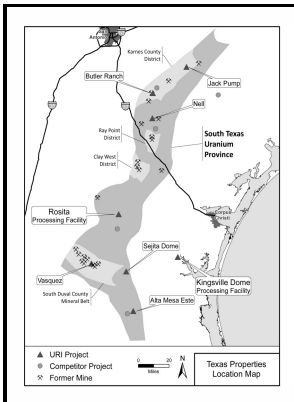 San
Antonio
Karnes County
District
Butler Ranch
Jack Pump
Nell
Ray Point
District
South Texas
Uranium
Province
Clay West
District
Corpus
Christi
Rosita
Processing Facility
Sejita Dome
Vasquez
Kingsville Dome
Processing Facility
South Duval County
Mineral Belt
Alta Mesa Este
URI Project
Competitor Project
Former Mine
0 20
Miles
N
Texas Properties
Location Map